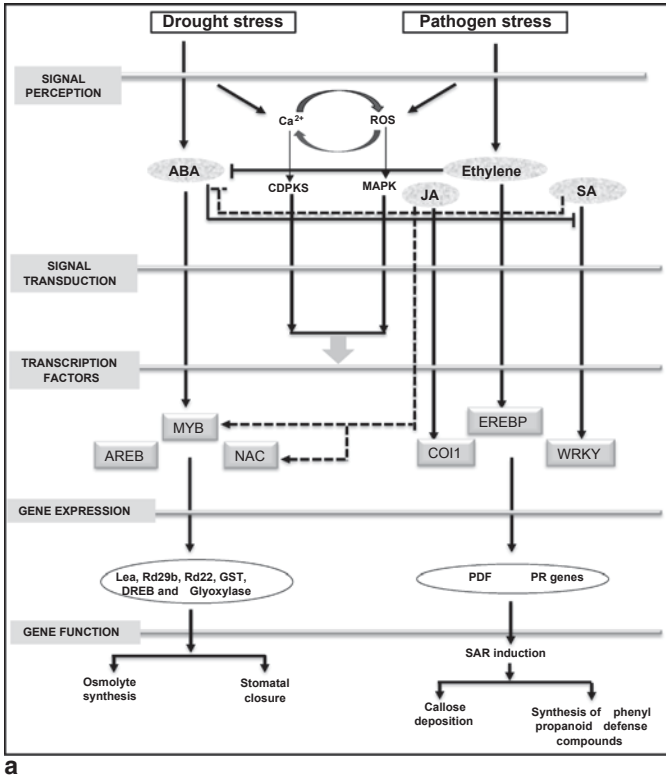 Drought stress
Pathogen stress
SIGNAL
PERCEPTION
Ca2+
ROS
ABA
Ethylene
CDPKS
MAPK
JA
SA
SIGNAL
TRANSDUCTION
TRANSCRIPTION
FACTORS
MYB
EREBP
AREB
NAC
COI1
WRKY
GENE EXPRESSION
Lea, Rd29b, Rd22, GST,
DREB and Glyoxylase
PDF PR genes
GENE FUNCTION
SAR induction
Osmolyte
synthesis
Stomatal
closure
Callose
deposition
Synthesis of phenyl
propanoid defense
compounds
a